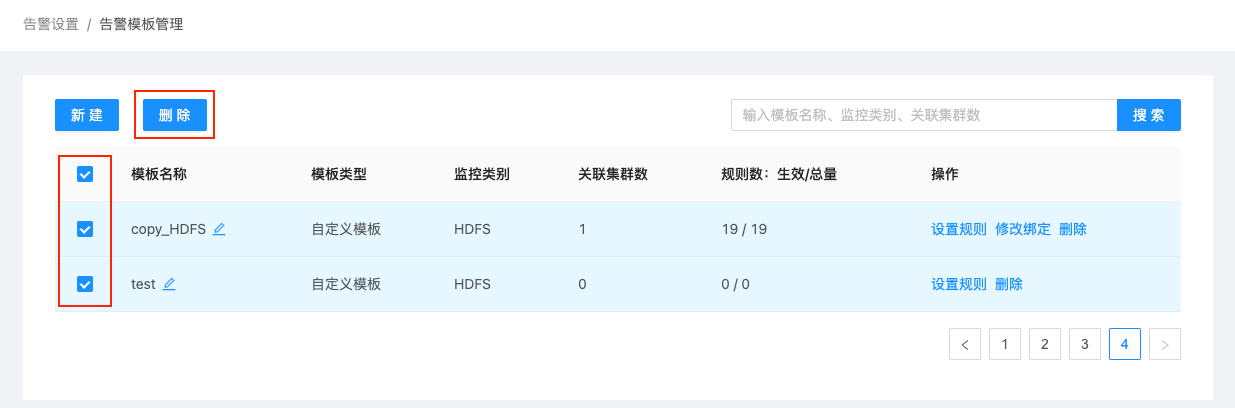 告警设置 / 告警模板管理
新 建 删 除 输入模板名称、监控类别、关联集群数 搜 索
模板名称 模板类型 监控类别 关联集群数 规则数：生效/总量 操作
copy_HDFS 自定义模板 HDFS 1 19 / 19 设置规则 修改绑定 删除
test 自定义模板 HDFS 0 0 / 0 设置规则 删除
< 1 2 3 4 >